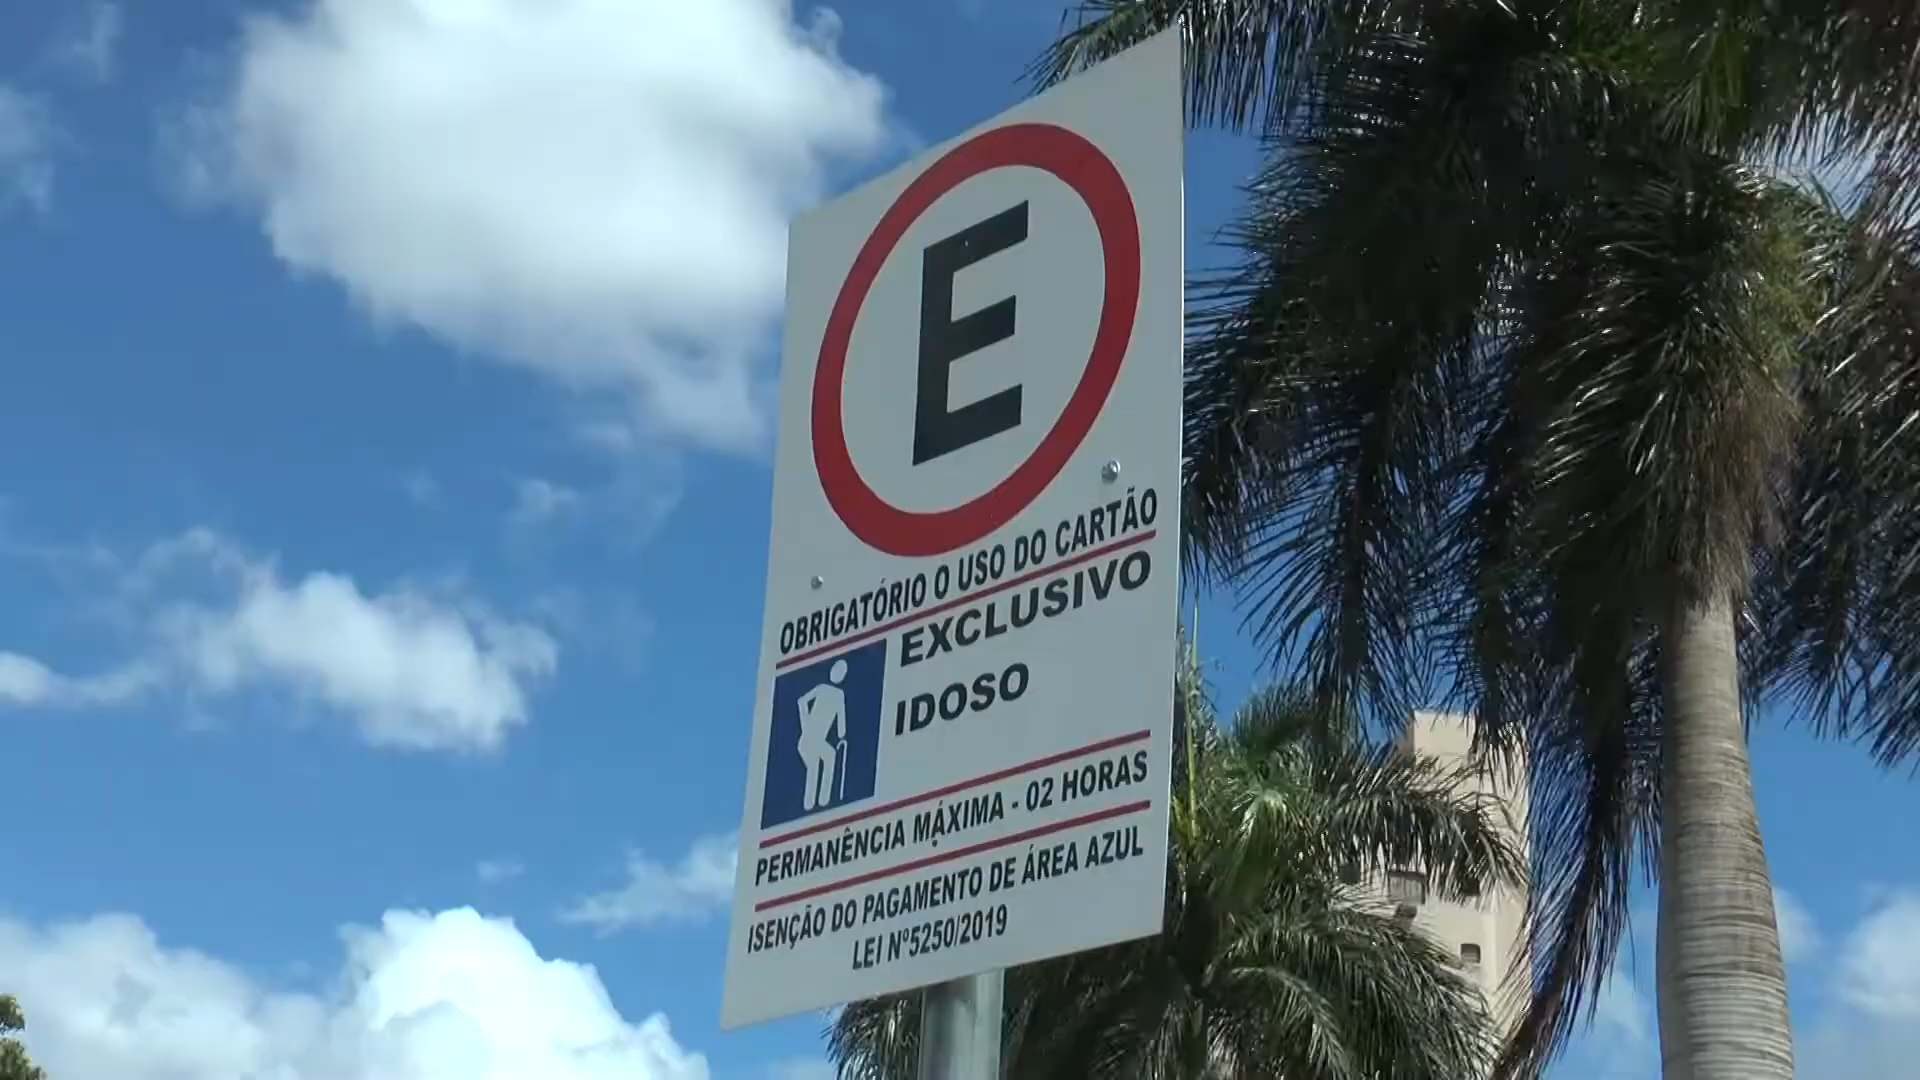 E
OBRIGATÓRIO O USO DO CARTÃO
EXCLUSIVO
IDOSO
PERMANÊNCIA MÁXIMA - 02 HORAS
ISENÇÃO DO PAGAMENTO DE ÁREA AZUL
LEI Nº5250/2019